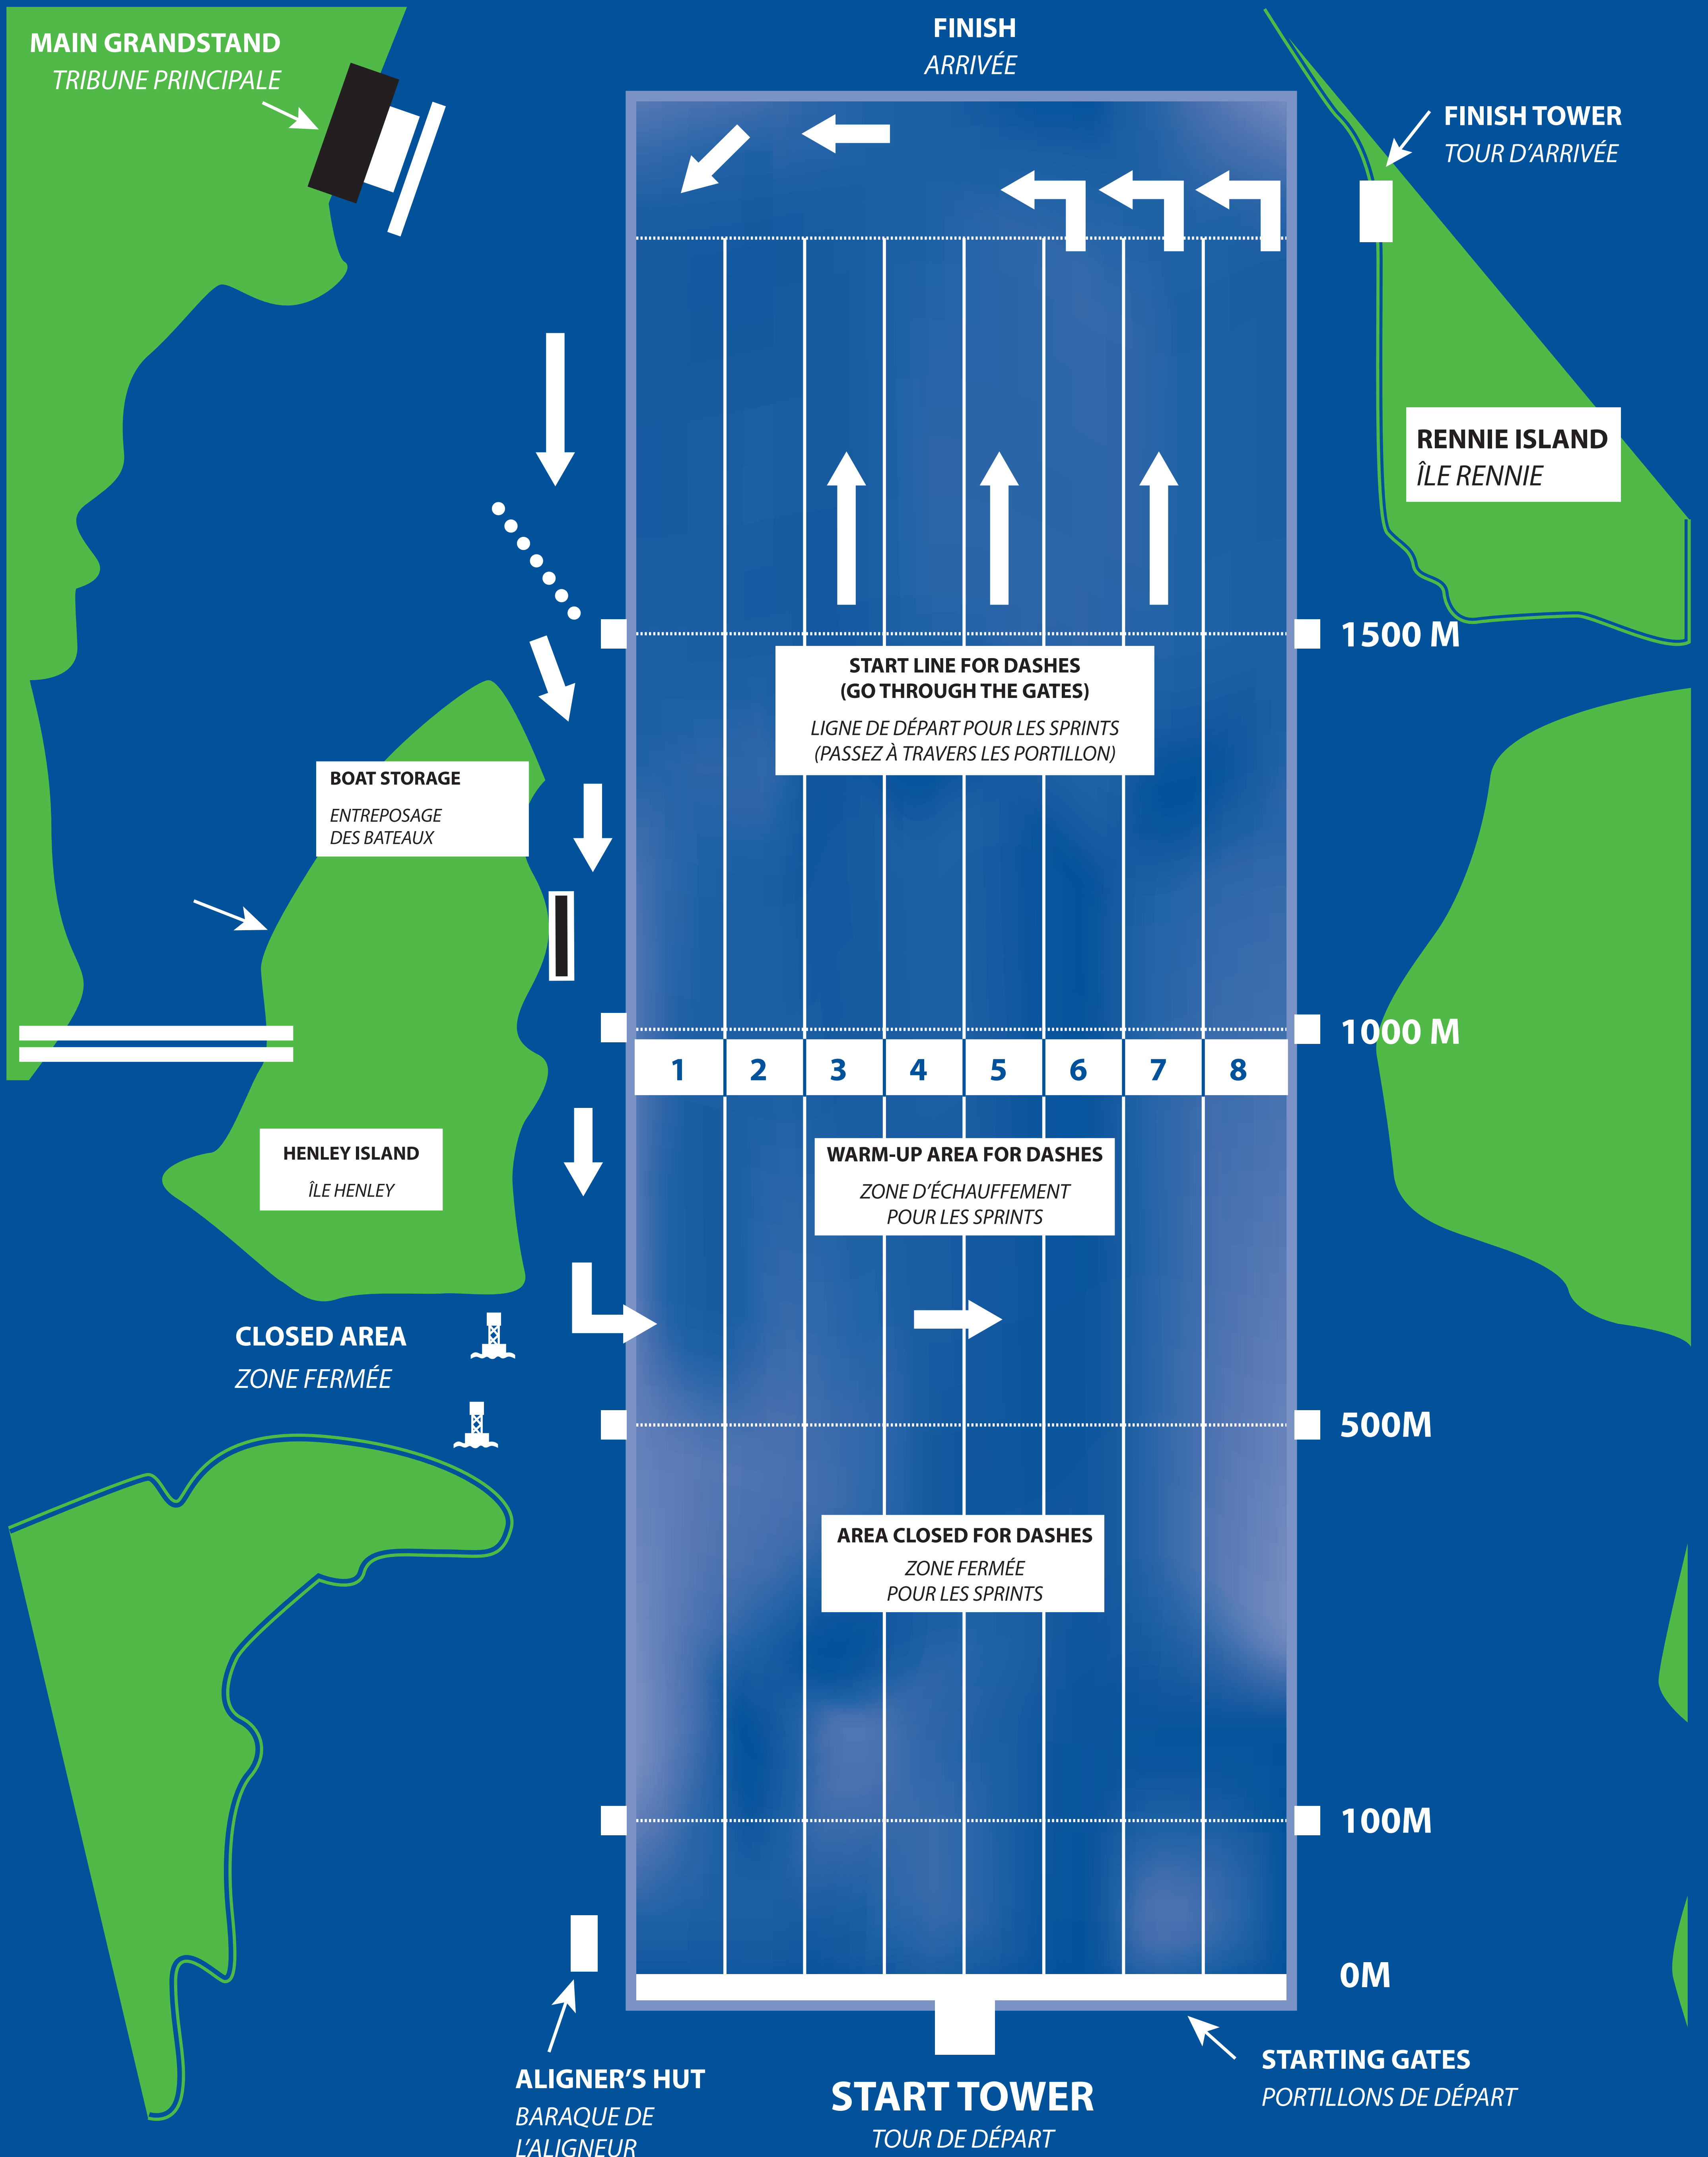 MAIN GRANDSTAND
TRIBUNE PRINCIPALE
FINISH
ARRIVÉE
FINISH TOWER
TOUR D'ARRIVÉE
RENNIE ISLAND
ÎLE RENNIE
1500 M
START LINE FOR DASHES
(GO THROUGH THE GATES)
LIGNE DE DÉPART POUR LES SPRINTS
(PASSEZ À TRAVERS LES PORTILLON)
BOAT STORAGE
ENTREPOSAGE
DES BATEAUX
1000 M
1 2 3 4 5 6 7 8
HENLEY ISLAND
ÎLE HENLEY
WARM-UP AREA FOR DASHES
ZONE D'ÉCHAUFFEMENT
POUR LES SPRINTS
CLOSED AREA
ZONE FERMÉE
500M
AREA CLOSED FOR DASHES
ZONE FERMÉE
POUR LES SPRINTS
100M
0M
ALIGNER'S HUT
BARAQUE DE
L'ALIGNEUR
START TOWER
TOUR DE DÉPART
STARTING GATES
PORTILLONS DE DÉPART